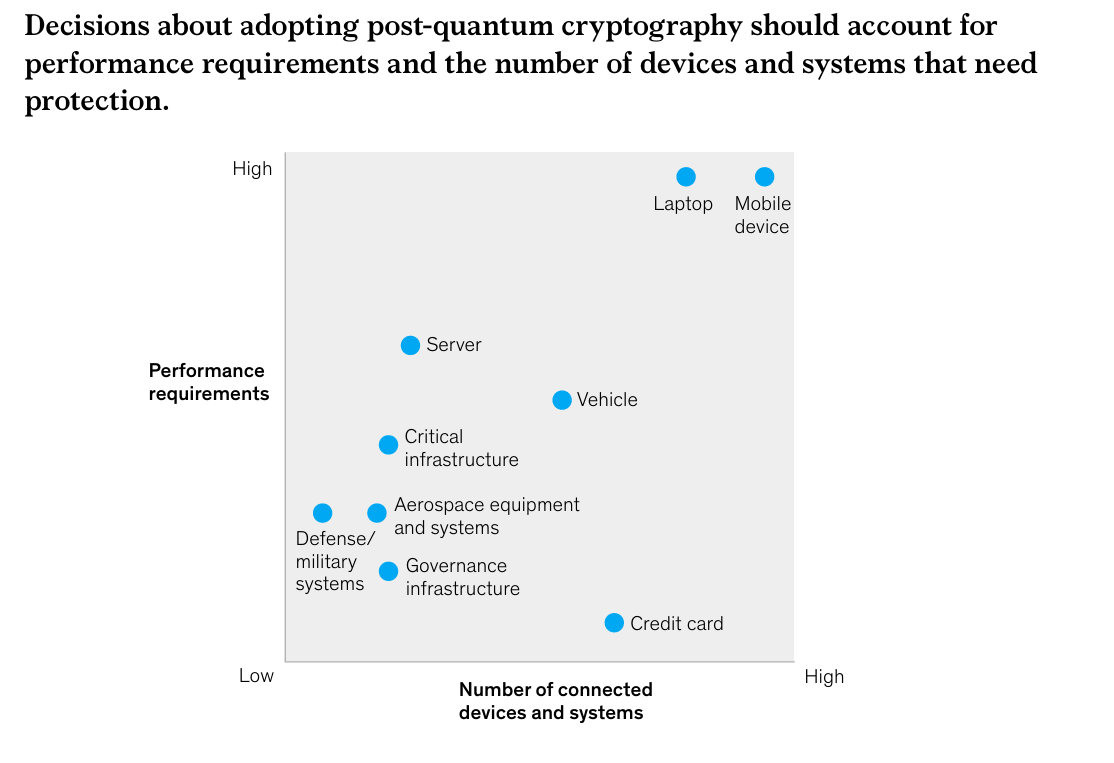 Decisions about adopting post-quantum cryptography should account for
performance requirements and the number of devices and systems that need
protection.
High
Laptop
Mobile
device
Server
Performance
requirements
Vehicle
Critical
infrastructure
Aerospace equipment
and systems
Defense/
military
systems
Governance
infrastructure
Credit card
Low
High
Number of connected
devices and systems